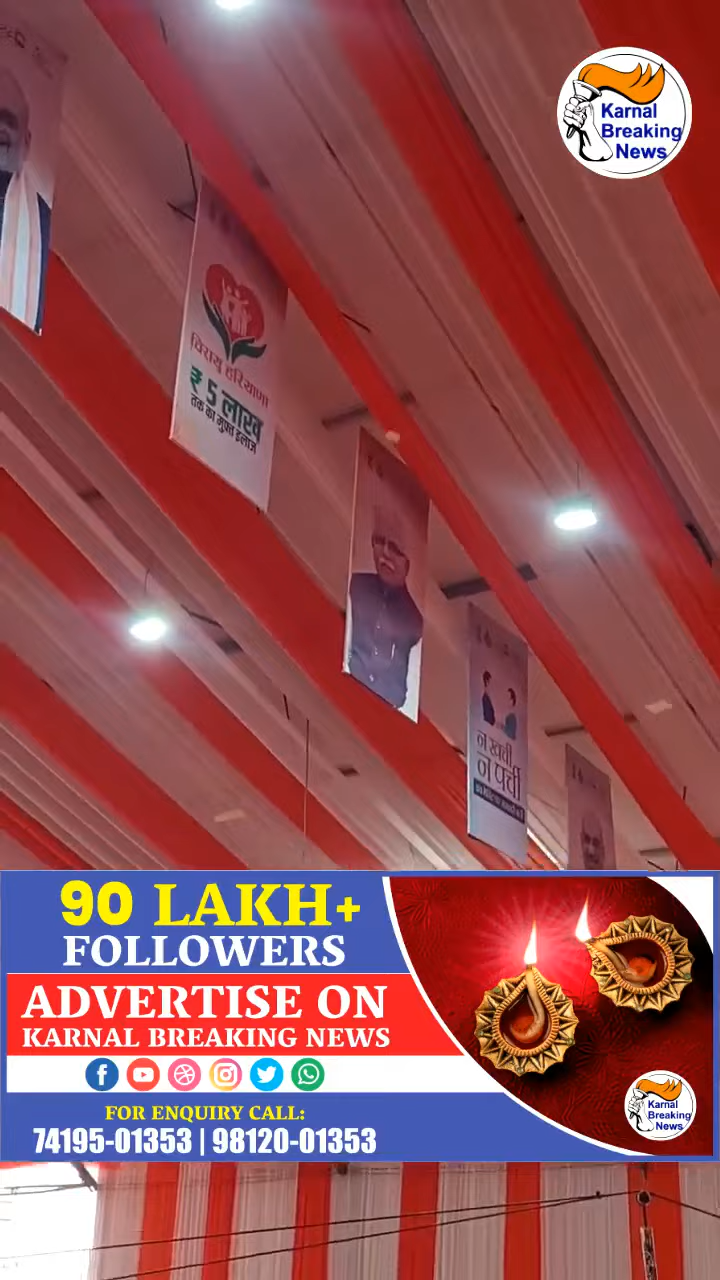 Karnal
Breaking
News
चिरायु हरियाणा
₹ 5 लाख
तक का मुफ्त इलाज
न खर्ची,
न पर्ची
90 LAKH+
FOLLOWERS
ADVERTISE ON
KARNAL BREAKING NEWS
FOR ENQUIRY CALL:
74195-01353 | 98120-01353
Karnal
Breaking
News